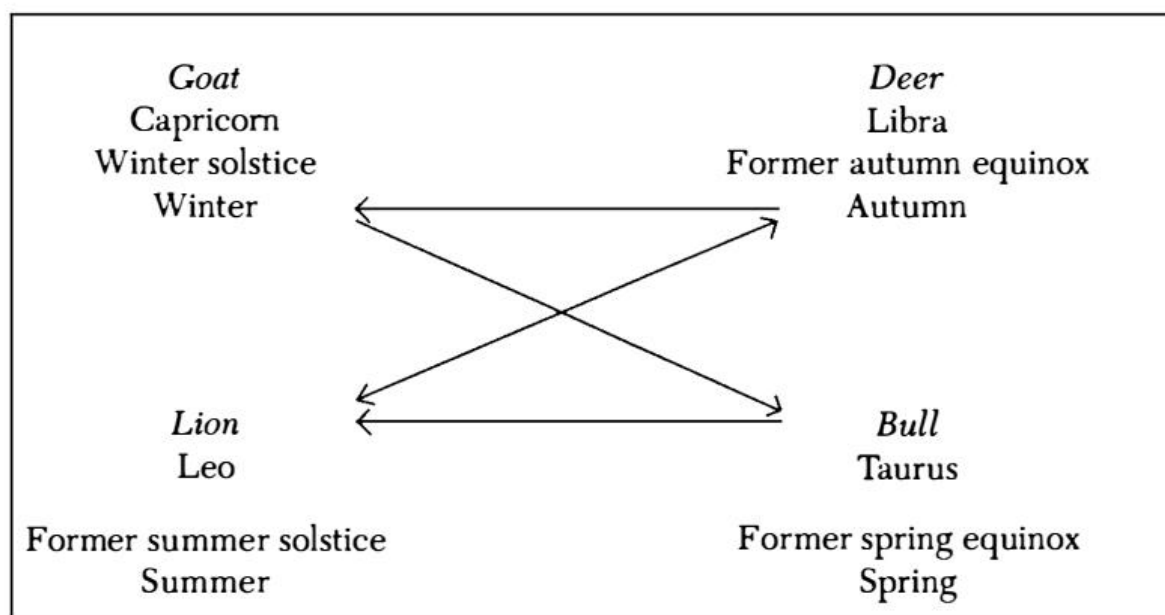 Goat
Capricorn
Winter solstice
Winter
Deer
Libra
Former autumn equinox
Autumn
Lion
Leo
Former summer solstice
Summer
Bull
Taurus
Former spring equinox
Spring